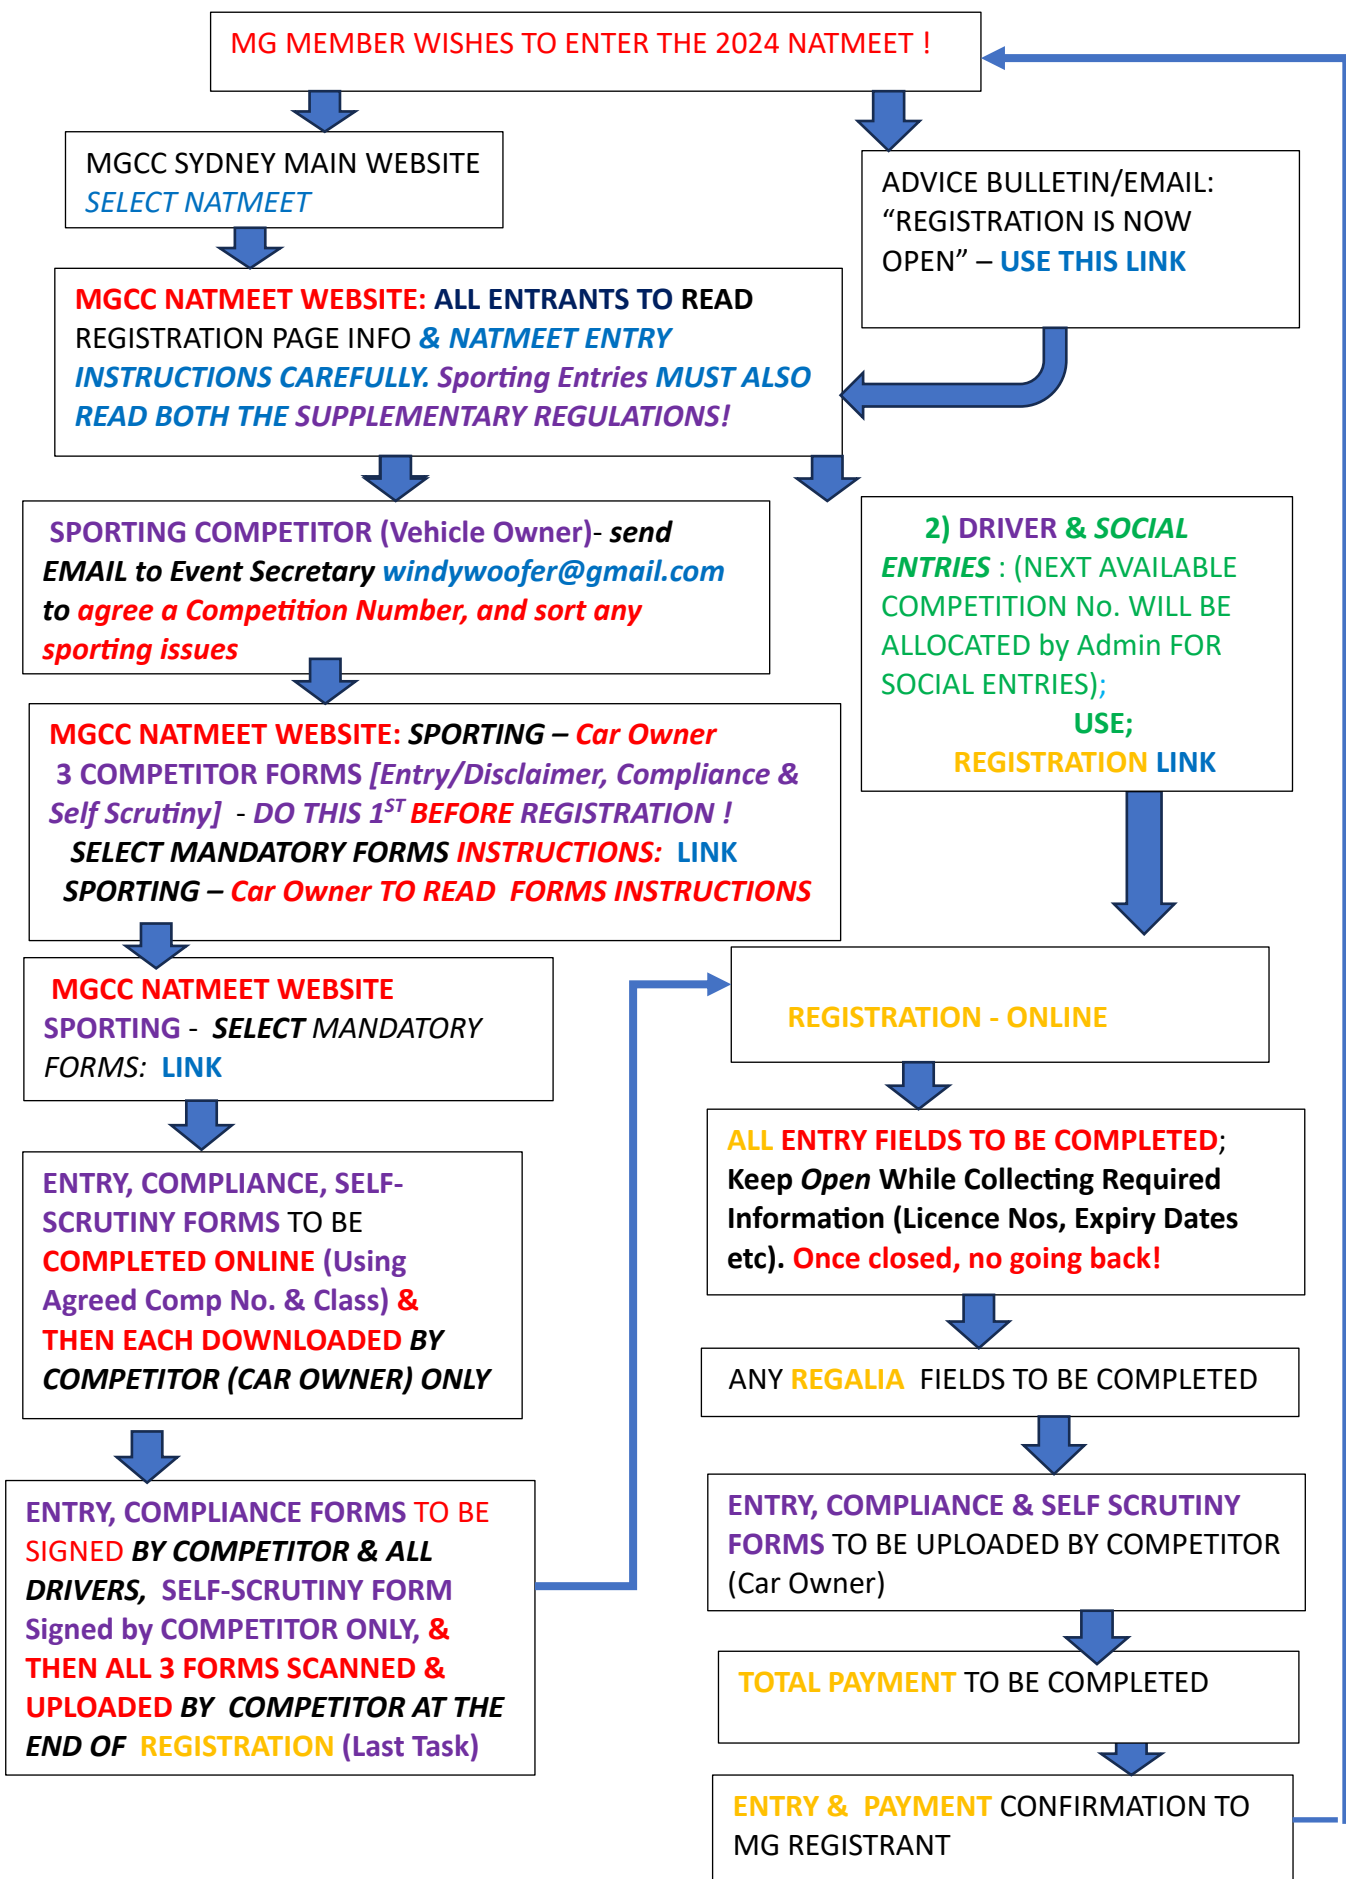 MG MEMBER WISHES TO ENTER THE 2024 NATMEET !
MGCC SYDNEY MAIN WEBSITE
SELECT NATMEET
ADVICE BULLETIN/EMAIL:
“REGISTRATION IS NOW
OPEN” – USE THIS LINK
MGCC NATMEET WEBSITE: ALL ENTRANTS TO READ
REGISTRATION PAGE INFO & NATMEET ENTRY
INSTRUCTIONS CAREFULLY. Sporting Entries MUST ALSO
READ BOTH THE SUPPLEMENTARY REGULATIONS!
SPORTING COMPETITOR (Vehicle Owner)- send
EMAIL to Event Secretary windywoofer@gmail.com
to agree a Competition Number, and sort any
sporting issues
2) DRIVER & SOCIAL
ENTRIES : (NEXT AVAILABLE
COMPETITION No. WILL BE
ALLOCATED by Admin FOR
SOCIAL ENTRIES);
USE;
REGISTRATION LINK
MGCC NATMEET WEBSITE: SPORTING – Car Owner
3 COMPETITOR FORMS [Entry/Disclaimer, Compliance &
Self Scrutiny] - DO THIS 1ST BEFORE REGISTRATION !
SELECT MANDATORY FORMS INSTRUCTIONS: LINK
SPORTING – Car Owner TO READ FORMS INSTRUCTIONS
MGCC NATMEET WEBSITE
SPORTING - SELECT MANDATORY
FORMS: LINK
ENTRY, COMPLIANCE, SELF-
SCRUTINY FORMS TO BE
COMPLETED ONLINE (Using
Agreed Comp No. & Class) &
THEN EACH DOWNLOADED BY
COMPETITOR (CAR OWNER) ONLY
ENTRY, COMPLIANCE FORMS TO BE
SIGNED BY COMPETITOR & ALL
DRIVERS, SELF-SCRUTINY FORM
Signed by COMPETITOR ONLY, &
THEN ALL 3 FORMS SCANNED &
UPLOADED BY COMPETITOR AT THE
END OF REGISTRATION (Last Task)
REGISTRATION - ONLINE
ALL ENTRY FIELDS TO BE COMPLETED;
Keep Open While Collecting Required
Information (Licence Nos, Expiry Dates
etc). Once closed, no going back!
ANY REGALIA FIELDS TO BE COMPLETED
ENTRY, COMPLIANCE & SELF SCRUTINY
FORMS TO BE UPLOADED BY COMPETITOR
(Car Owner)
TOTAL PAYMENT TO BE COMPLETED
ENTRY & PAYMENT CONFIRMATION TO
MG REGISTRANT